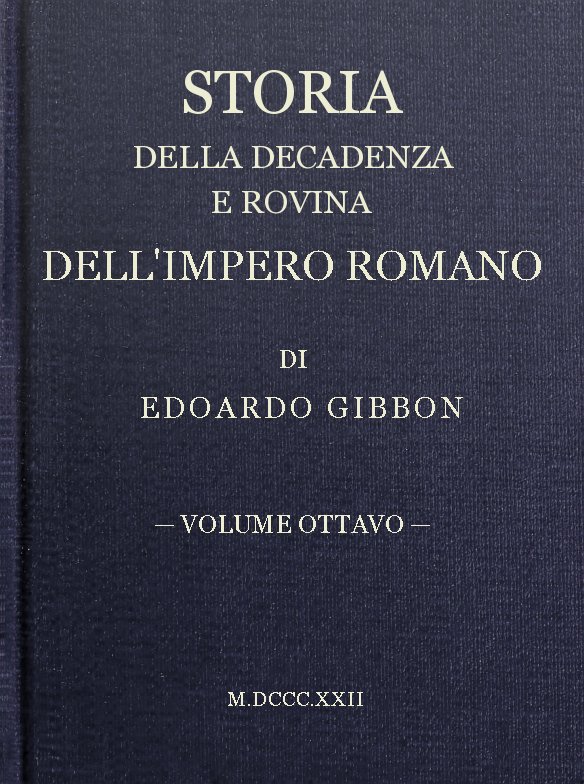 STORIA
DELLA DECADENZA
E ROVINA
DELL'IMPERO ROMANO
DI
EDOARDO GIBBON
— VOLUME OTTAVO —
M.DCCC.XXII